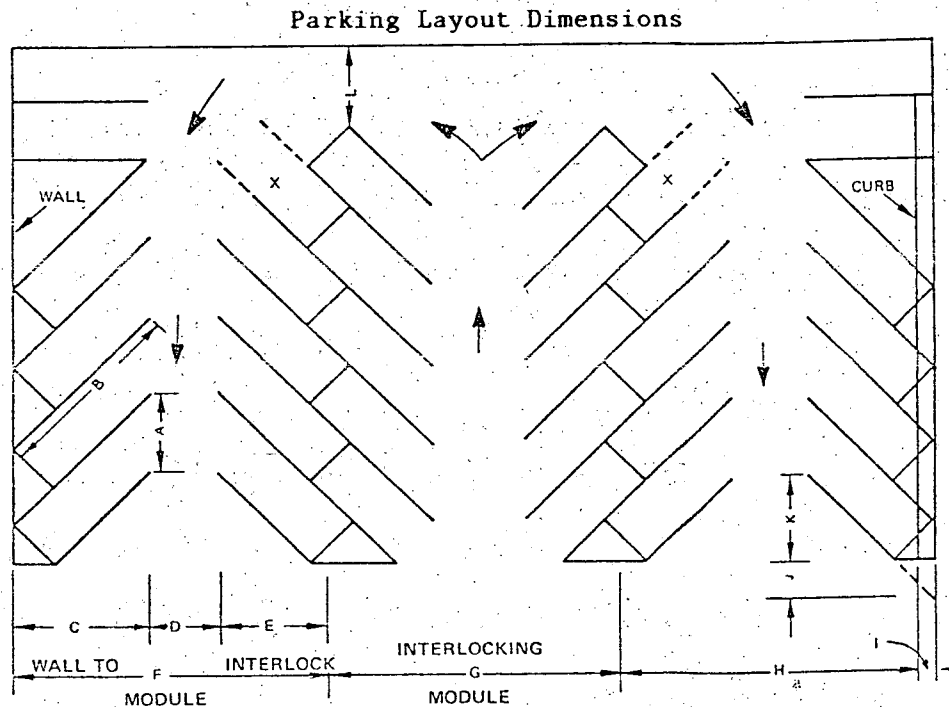 Parking Layout Dimensions
L
X
X
WALL
CURB
B
A
K
J
C
D
E
I
WALL TO
INTERLOCK
INTERLOCKING
F
G
H
a
MODULE
MODULE